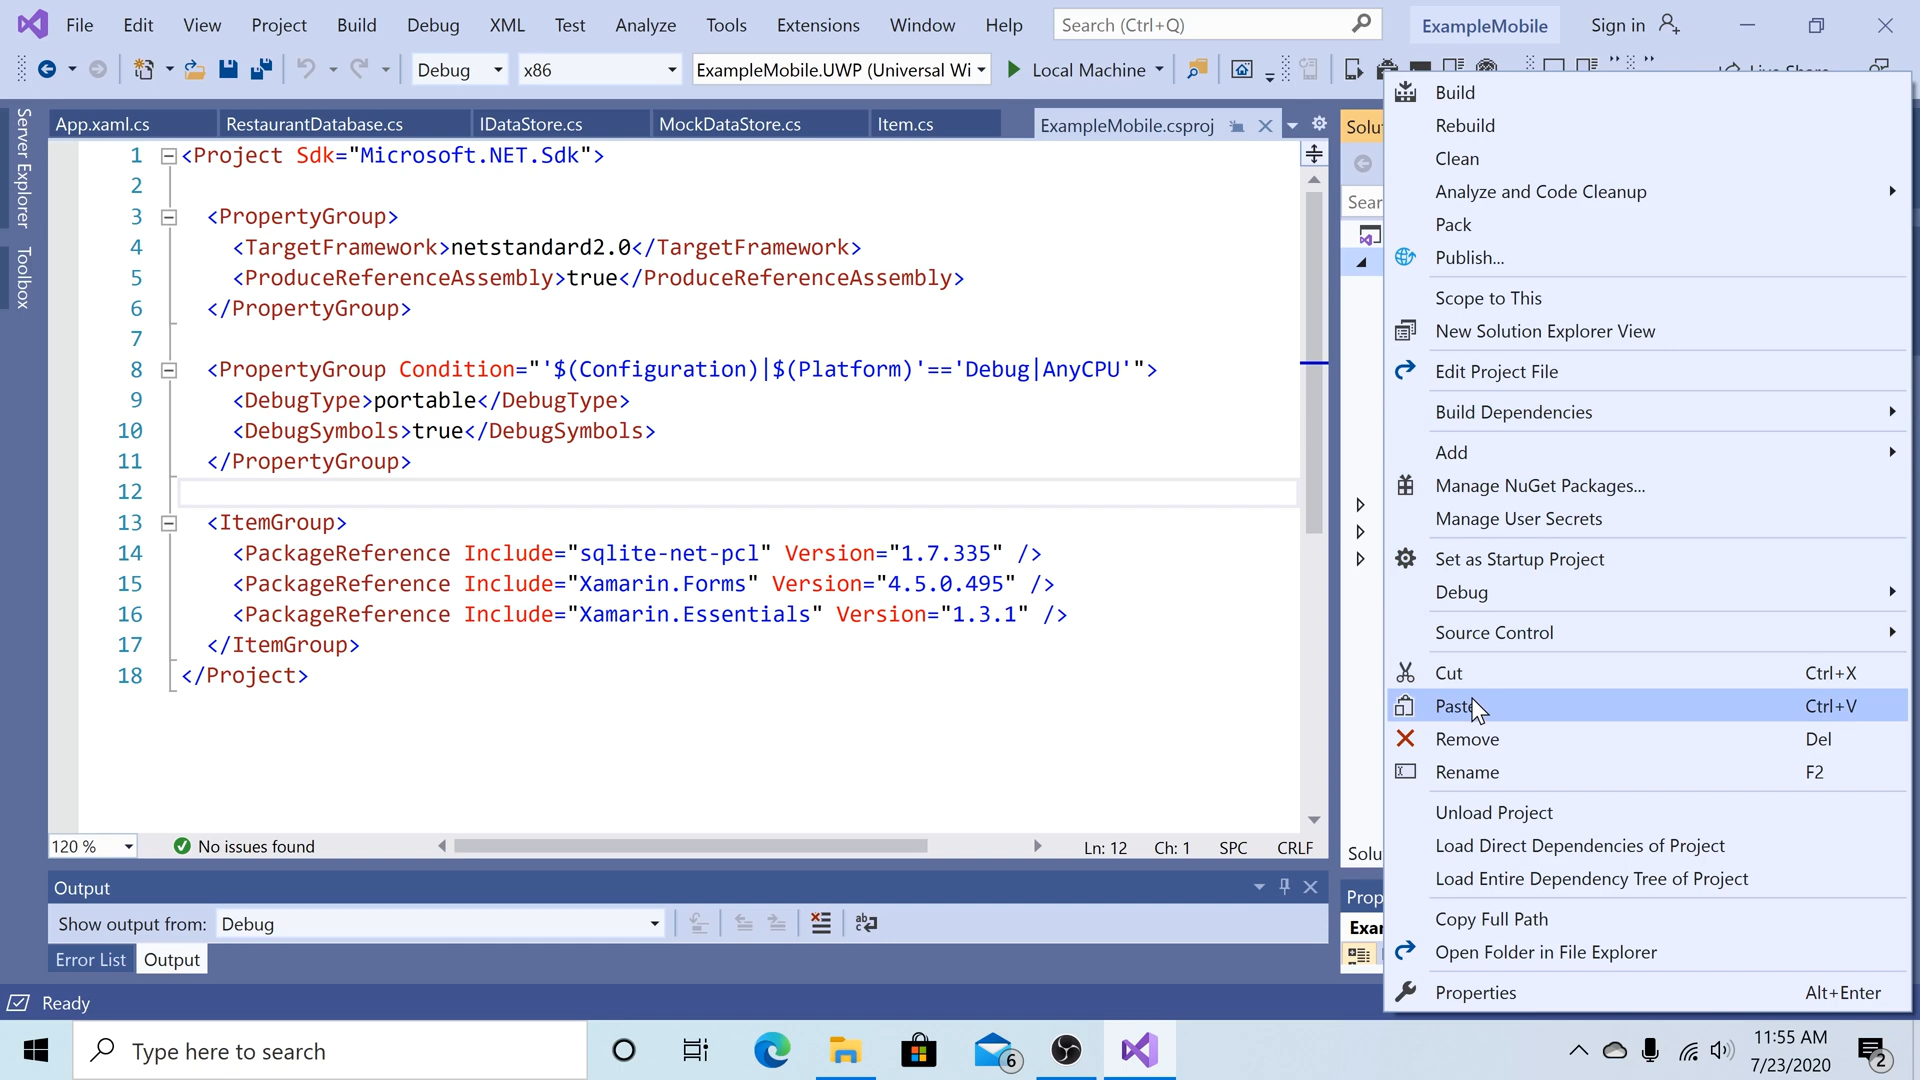 File Edit View Project Build Debug XML Test Analyze Tools Extensions Window Help Search (Ctrl+Q) ExampleMobile Sign in
Debug x86 ExampleMobile.UWP (Universal Wi Local Machine
Server Explorer
Toolbox
App.xaml.cs RestaurantDatabase.cs IDataStore.cs MockDataStore.cs Item.cs ExampleMobile.csproj
1 <Project Sdk="Microsoft.NET.Sdk">
2
3 <PropertyGroup>
4 <TargetFramework>netstandard2.0</TargetFramework>
5 <ProduceReferenceAssembly>true</ProduceReferenceAssembly>
6 </PropertyGroup>
7
8 <PropertyGroup Condition="'$(Configuration)|$(Platform)'=='Debug|AnyCPU'">
9 <DebugType>portable</DebugType>
10 <DebugSymbols>true</DebugSymbols>
11 </PropertyGroup>
12
13 <ItemGroup>
14 <PackageReference Include="sqlite-net-pcl" Version="1.7.335" />
15 <PackageReference Include="Xamarin.Forms" Version="4.5.0.495" />
16 <PackageReference Include="Xamarin.Essentials" Version="1.3.1" />
17 </ItemGroup>
18 </Project>
120 % No issues found Ln: 12 Ch: 1 SPC CRLF
Output
Show output from: Debug
Error List Output
Ready
Solu
Sear
Solu
Prop
Exar
Build
Rebuild
Clean
Analyze and Code Cleanup
Pack
Publish...
Scope to This
New Solution Explorer View
Edit Project File
Build Dependencies
Add
Manage NuGet Packages...
Manage User Secrets
Set as Startup Project
Debug
Source Control
Cut Ctrl+X
Paste Ctrl+V
Remove Del
Rename F2
Unload Project
Load Direct Dependencies of Project
Load Entire Dependency Tree of Project
Copy Full Path
Open Folder in File Explorer
Properties Alt+Enter
Type here to search
6
11:55 AM
7/23/2020
2